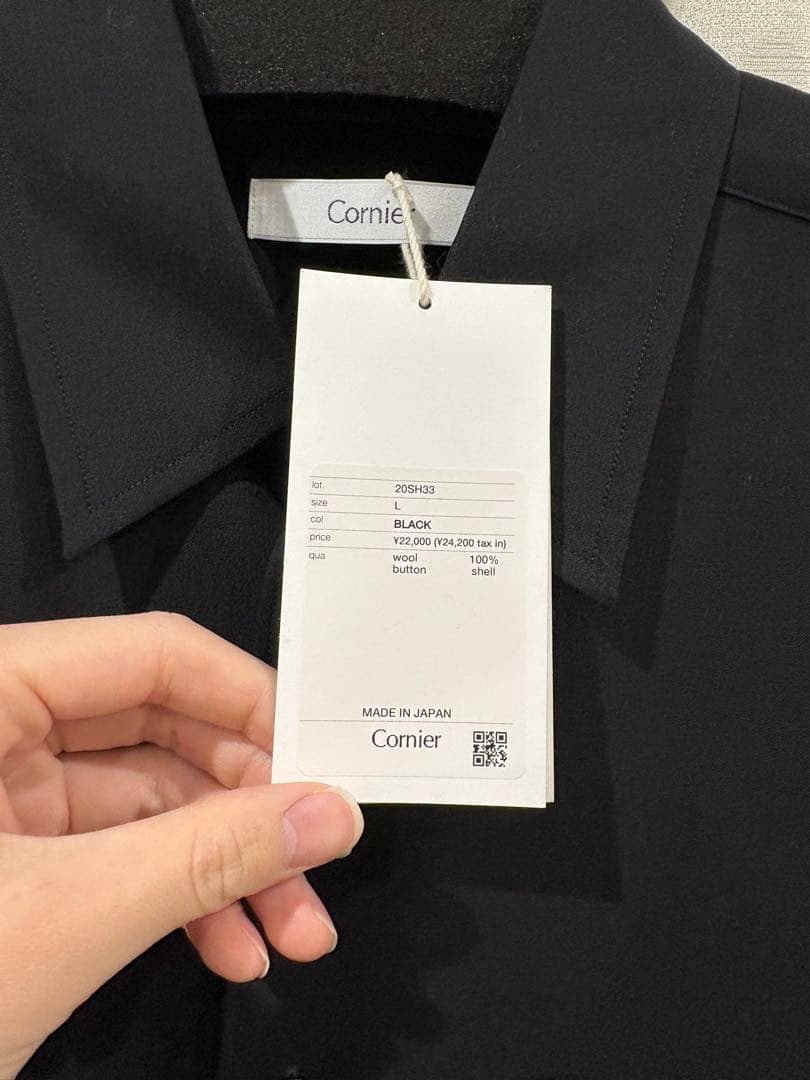 Cornier
lot. 20SH33
size L
col BLACK
price ¥22,000 (¥24,200 tax in)
qua wool 100%
button shell
MADE IN JAPAN
Cornier